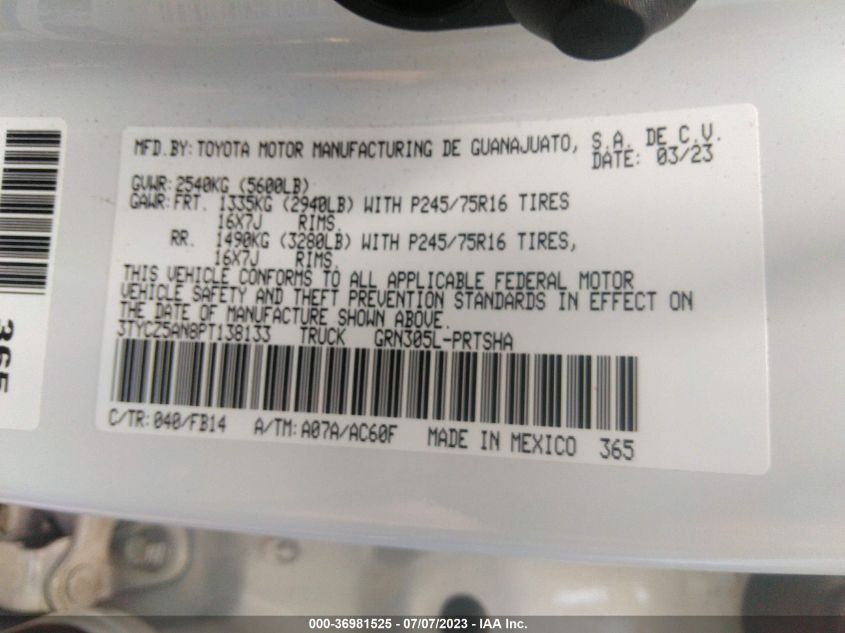 MFD.BY:TOYOTA MOTOR MANUFACTURING DE GUANAJUATO, S.A. DE C.V.
DATE: 03/23
GVWR:2540KG (5600LB)
GAWR:FRT. 1335KG (2940LB) WITH P245/75R16 TIRES
16X7J RIMS.
RR. 1490KG (3280LB) WITH P245/75R16 TIRES,
16X7J RIMS.
THIS VEHICLE CONFORMS TO ALL APPLICABLE FEDERAL MOTOR
VEHICLE SAFETY AND THEFT PREVENTION STANDARDS IN EFFECT ON
THE DATE OF MANUFACTURE SHOWN ABOVE.
3TYCZ5AN8PT138133 TRUCK GRN305L-PRTSHA
C/TR:040/FB14 A/TM:A07A/AC60F MADE IN MEXICO 365
365
000-36981525 - 07/07/2023 - IAA Inc.